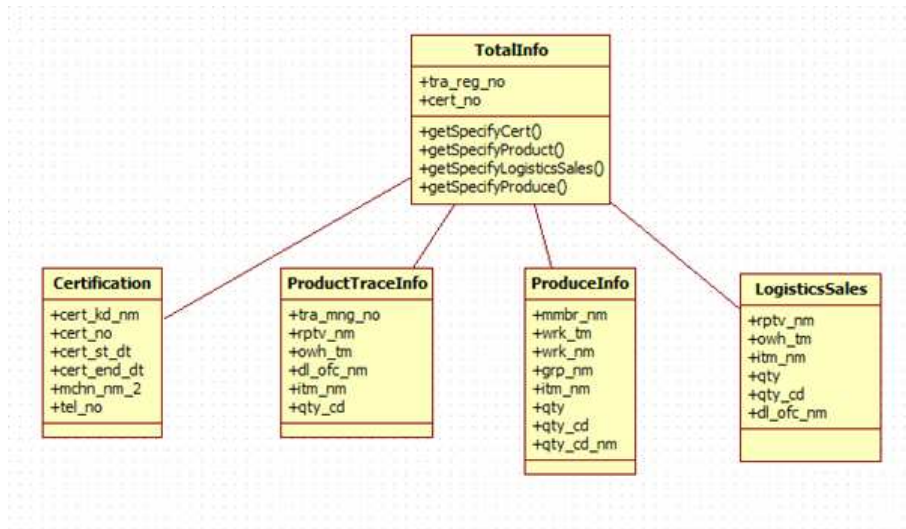 TotalInfo
+tra_reg_no
+cert_no
+getSpecifyCert()
+getSpecifyProduct()
+getSpecifyLogisticsSales()
+getSpecifyProduce()
Certification
+cert_kd_nm
+cert_no
+cert_st_dt
+cert_end_dt
+mchn_nm_2
+tel_no
ProductTraceInfo
+tra_mng_no
+rptv_nm
+owh_tm
+dl_ofc_nm
+itm_nm
+qty_cd
ProduceInfo
+mmbr_nm
+wrk_tm
+wrk_nm
+grp_nm
+itm_nm
+qty
+qty_cd
+qty_cd_nm
LogisticsSales
+rptv_nm
+owh_tm
+itm_nm
+qty
+qty_cd
+dl_ofc_nm